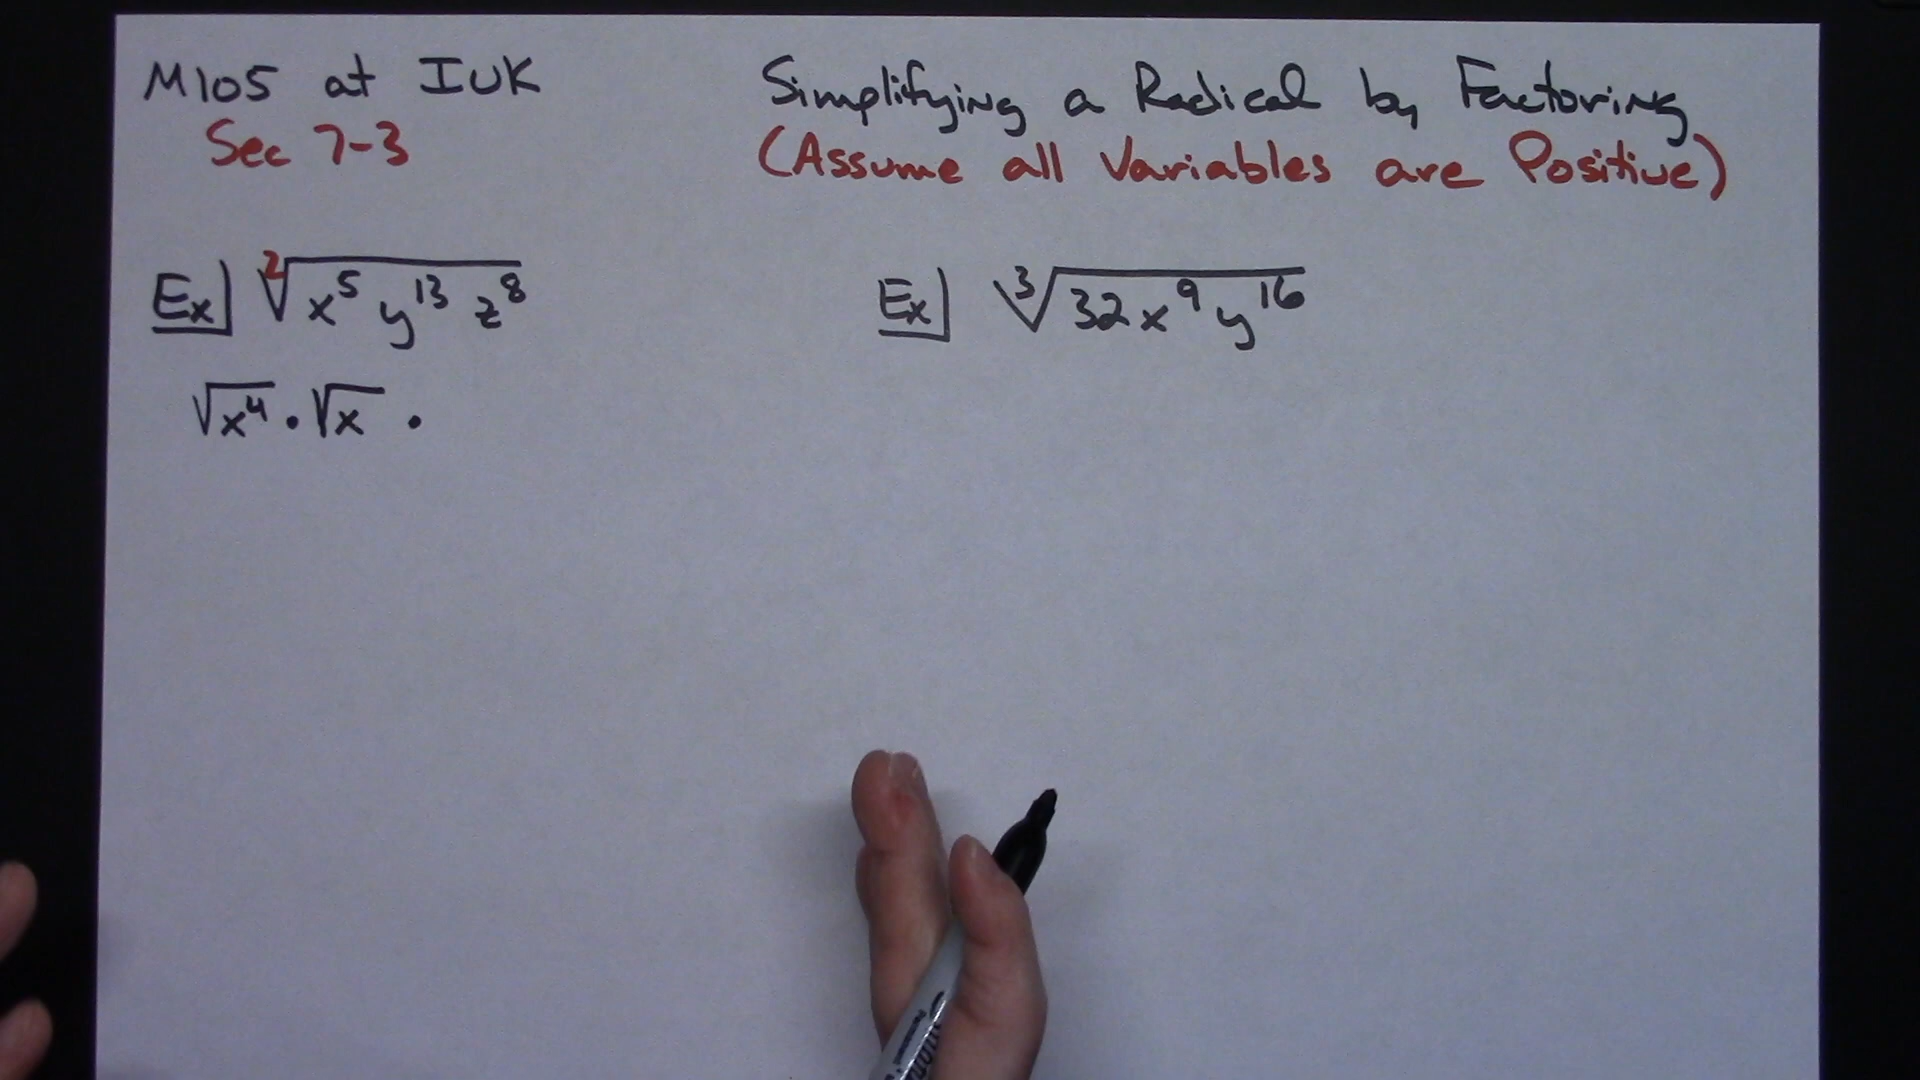 M105 at IUK
Sec 7-3
Simplifying a Radical by Factoring
(Assume all Variables are Positive)
Ex] ²√(x⁵ y¹³ z⁸)
√(x⁴) · √x ·
Ex] ³√(32x⁹ y¹⁶)